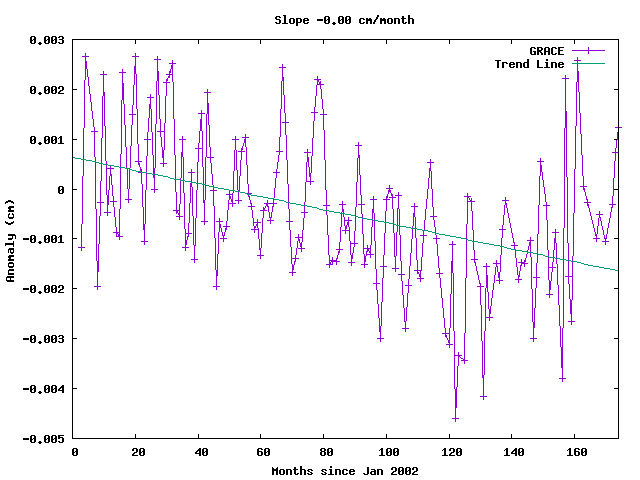 Slope -0.00 cm/month
GRACE
Trend Line
Anomaly (cm)
0.003
0.002
0.001
0
-0.001
-0.002
-0.003
-0.004
-0.005
0 20 40 60 80 100 120 140 160
Months since Jan 2002